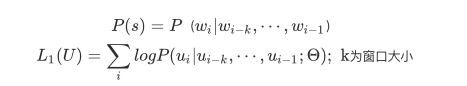 P(s) = P (w_i|w_{i-k}, ⋯, w_{i-1})
L_1(U) = ∑_i logP(u_i|u_{i-k}, ⋯, u_{i-1}; Θ); k为窗口大小